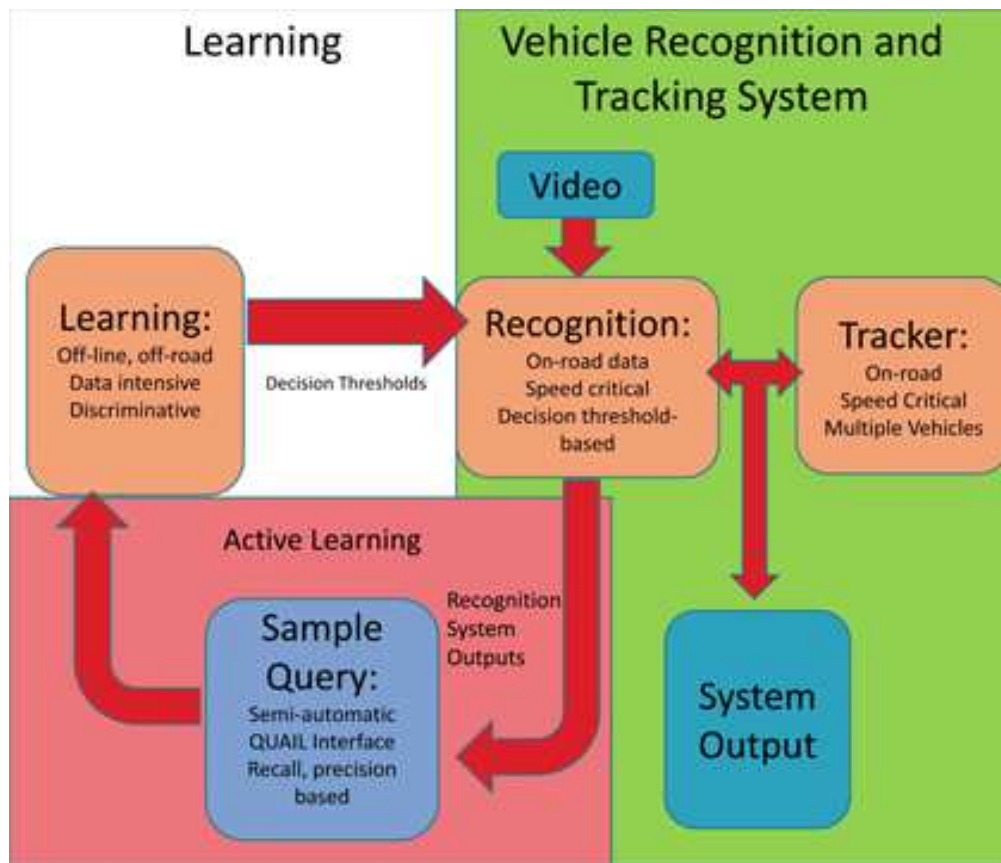 Learning
Vehicle Recognition and
Tracking System
Video
Learning:
Off-line, off-road
Data intensive
Discriminative
Decision Thresholds
Recognition:
On-road data
Speed critical
Decision threshold-
based
Tracker:
On-road
Speed Critical
Multiple Vehicles
Active Learning
Sample
Query:
Semi-automatic
QUAIL Interface
Recall, precision
based
Recognition
System
Outputs
System
Output